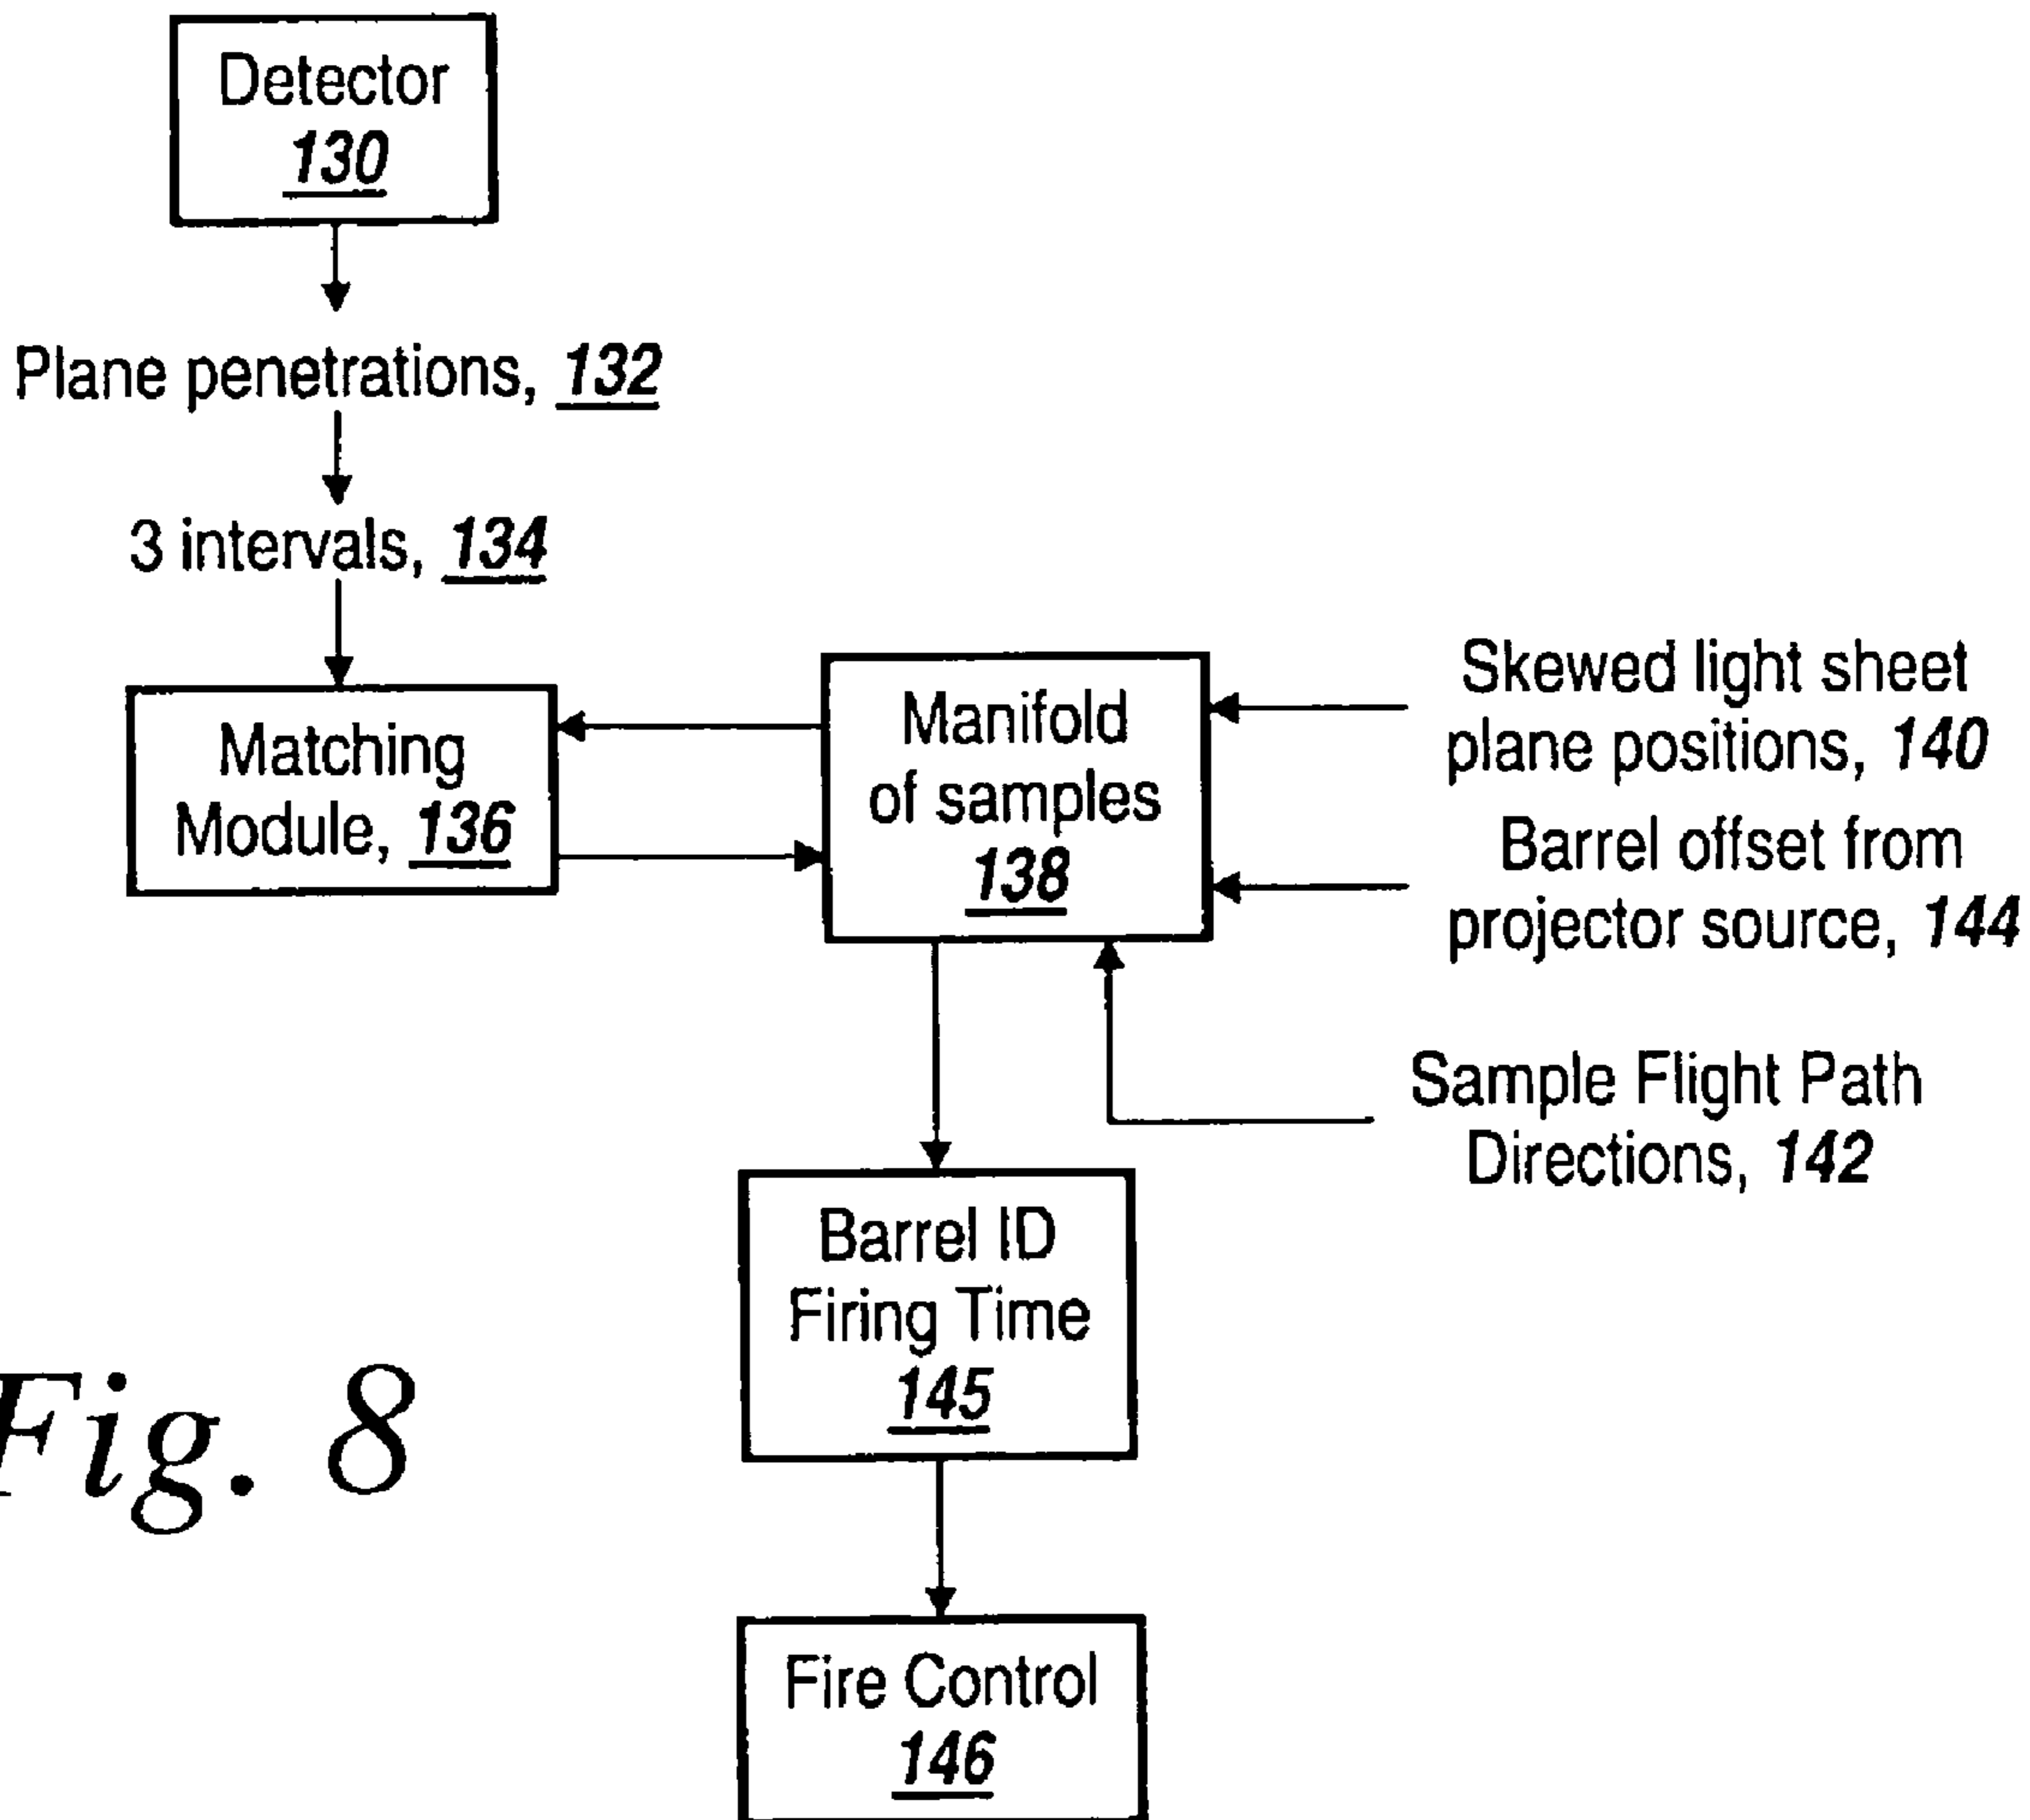 Detector
130
Plane penetrations, 132
3 intervals, 134
Matching
Module, 136
Manifold
of samples
138
Skewed light sheet
plane positions, 140
Barrel offset from
projector source, 144
Sample Flight Path
Directions, 142
Barrel ID
Firing Time
145
Fire Control
146
Fig. 8